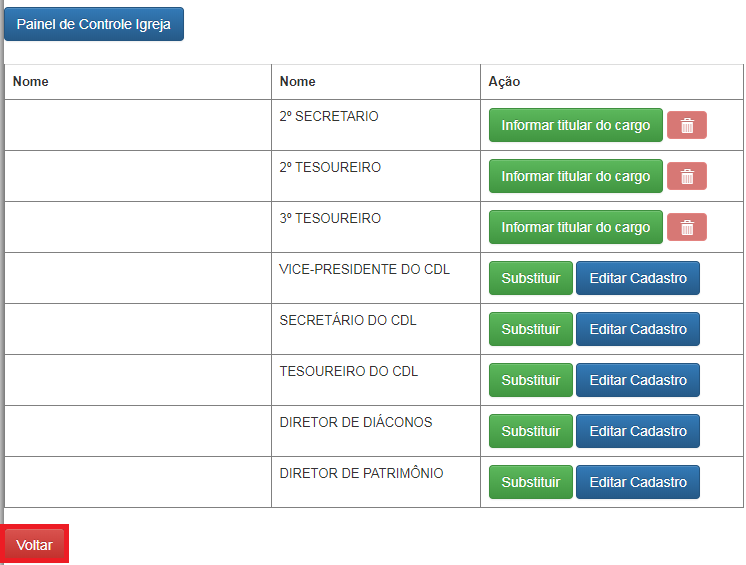 Painel de Controle Igreja
Nome Nome Ação
2º SECRETARIO Informar titular do cargo
2º TESOUREIRO Informar titular do cargo
3º TESOUREIRO Informar titular do cargo
VICE-PRESIDENTE DO CDL Substituir Editar Cadastro
SECRETÁRIO DO CDL Substituir Editar Cadastro
TESOUREIRO DO CDL Substituir Editar Cadastro
DIRETOR DE DIÁCONOS Substituir Editar Cadastro
DIRETOR DE PATRIMÔNIO Substituir Editar Cadastro
Voltar